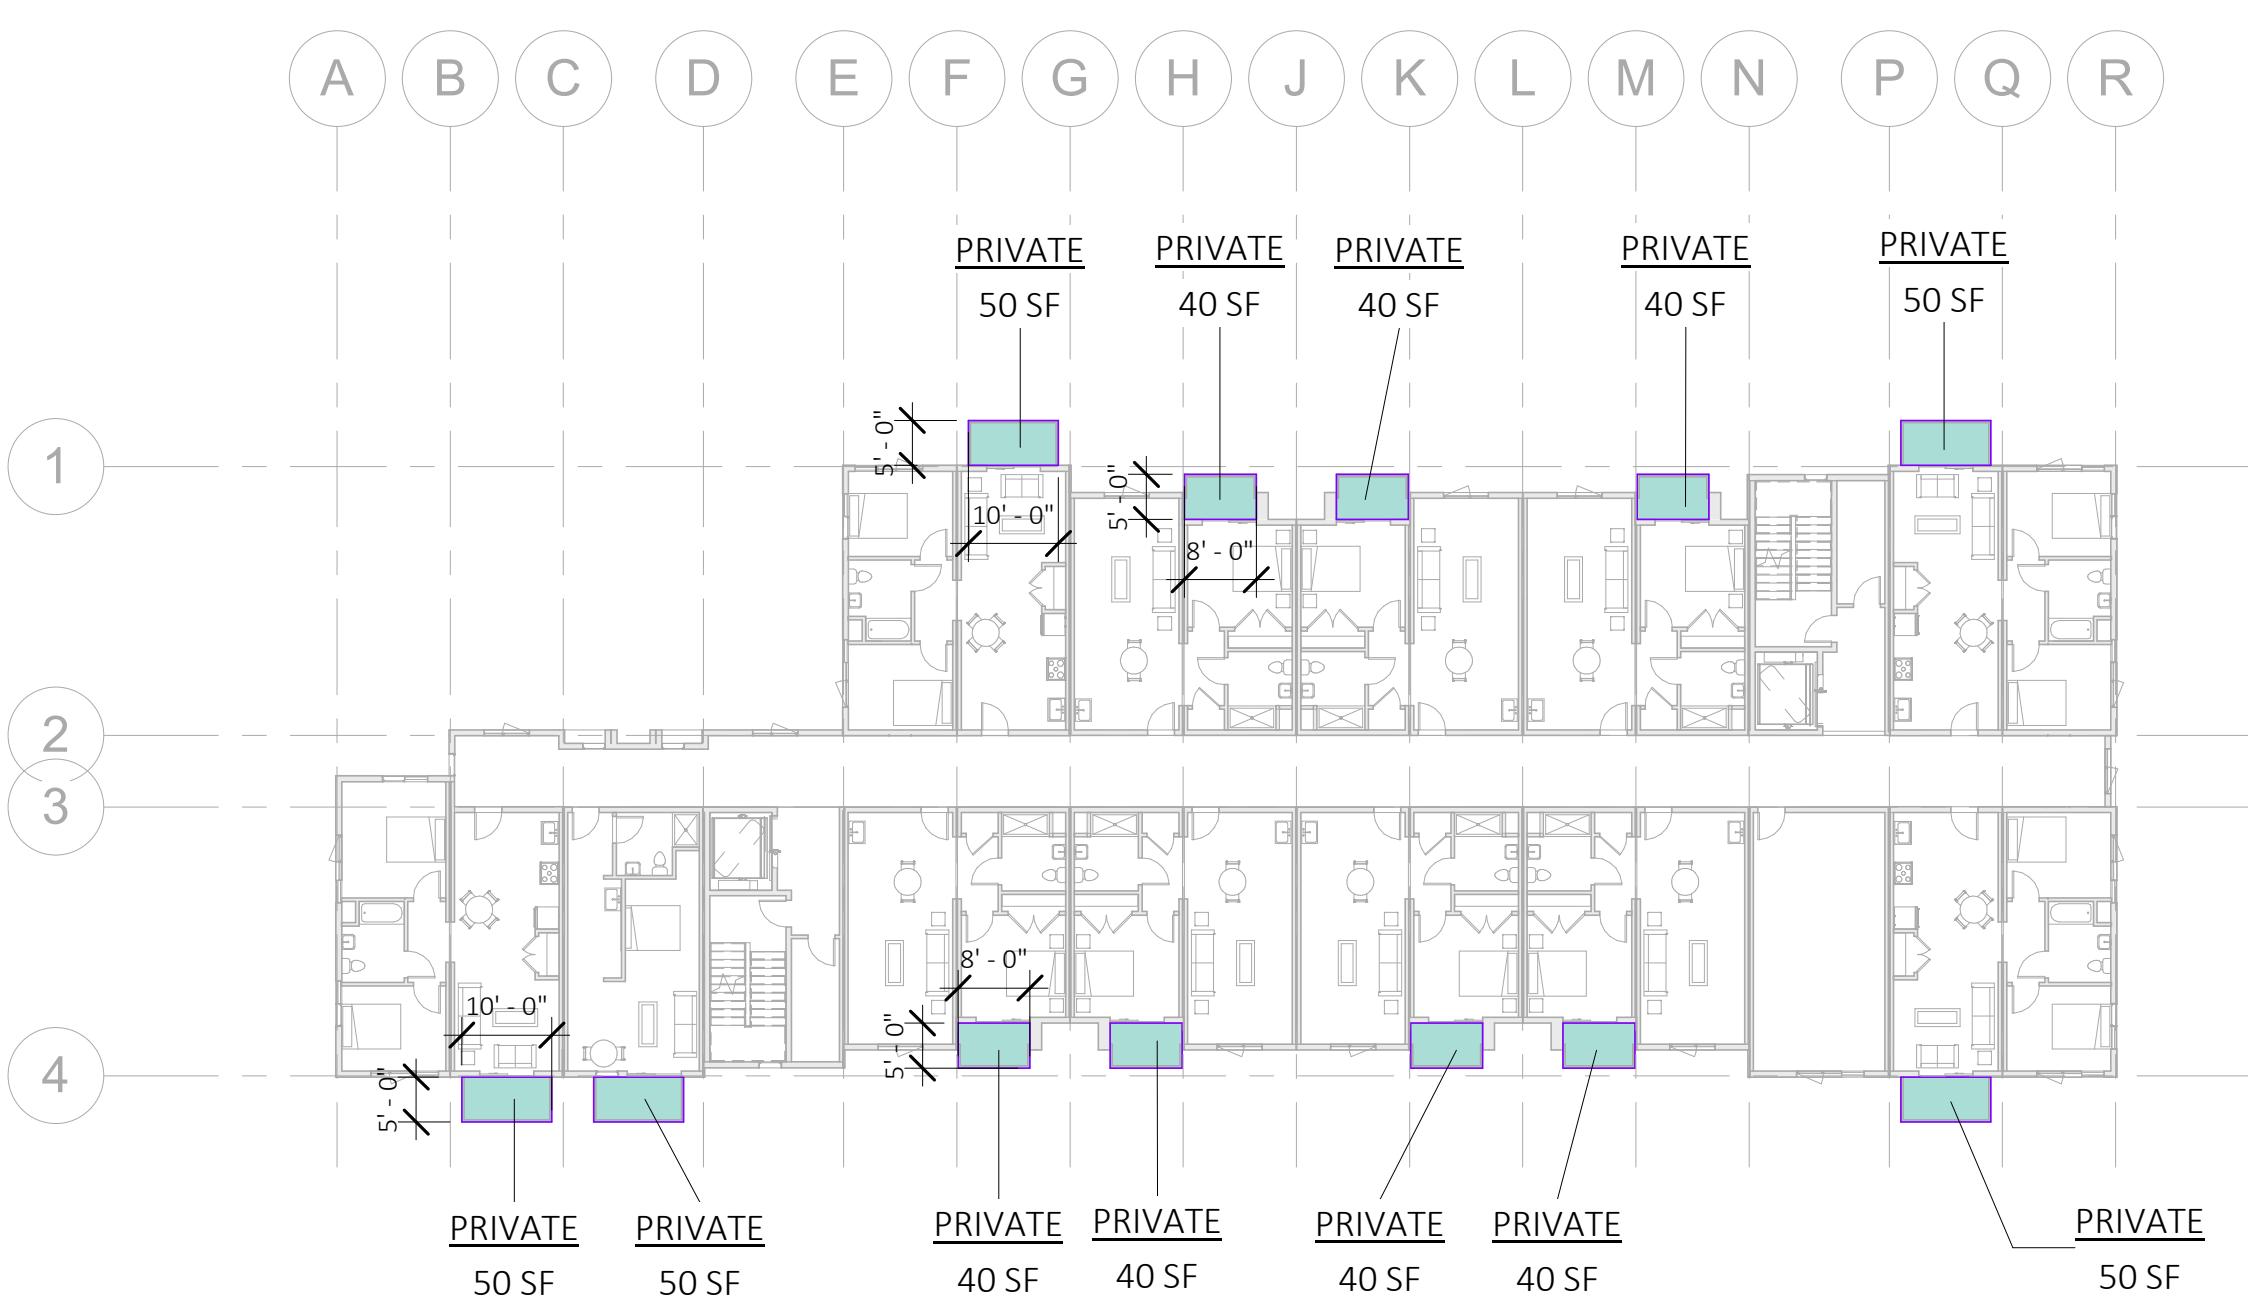 A B C D E F G H J K L M N P Q R
PRIVATE
50 SF
PRIVATE
40 SF
PRIVATE
40 SF
PRIVATE
40 SF
PRIVATE
50 SF
1
5' - 0"
10' - 0"
5' - 0"
8' - 0"
2
3
8' - 0"
10' - 0"
5' - 0"
4
5' - 0"
PRIVATE
50 SF
PRIVATE
50 SF
PRIVATE
40 SF
PRIVATE
40 SF
PRIVATE
40 SF
PRIVATE
40 SF
PRIVATE
50 SF